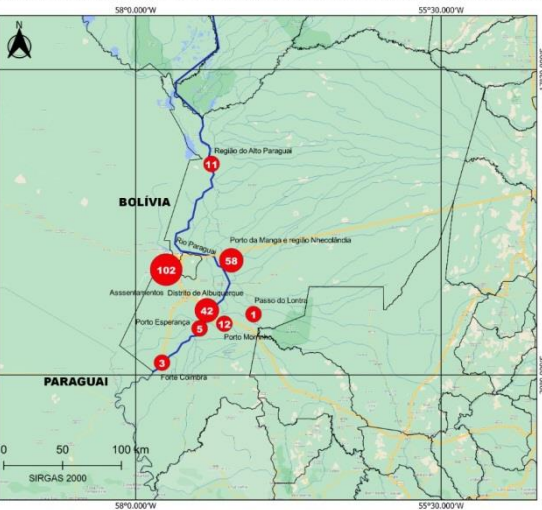 58°0.000'W
55°30.000'W
N
Região do Alto Paraguai
11
BOLÍVIA
Rio Paraguai
Porto da Manga e região Nhecolândia
58
102
Asssentamentos
Distrito de Albuquerque
42
Passo do Lontra
1
Porto Esperança
5
12
Porto Morrinho
3
Forte Coimbra
PARAGUAI
0 50 100 km
SIRGAS 2000
58°0.000'W
55°30.000'W